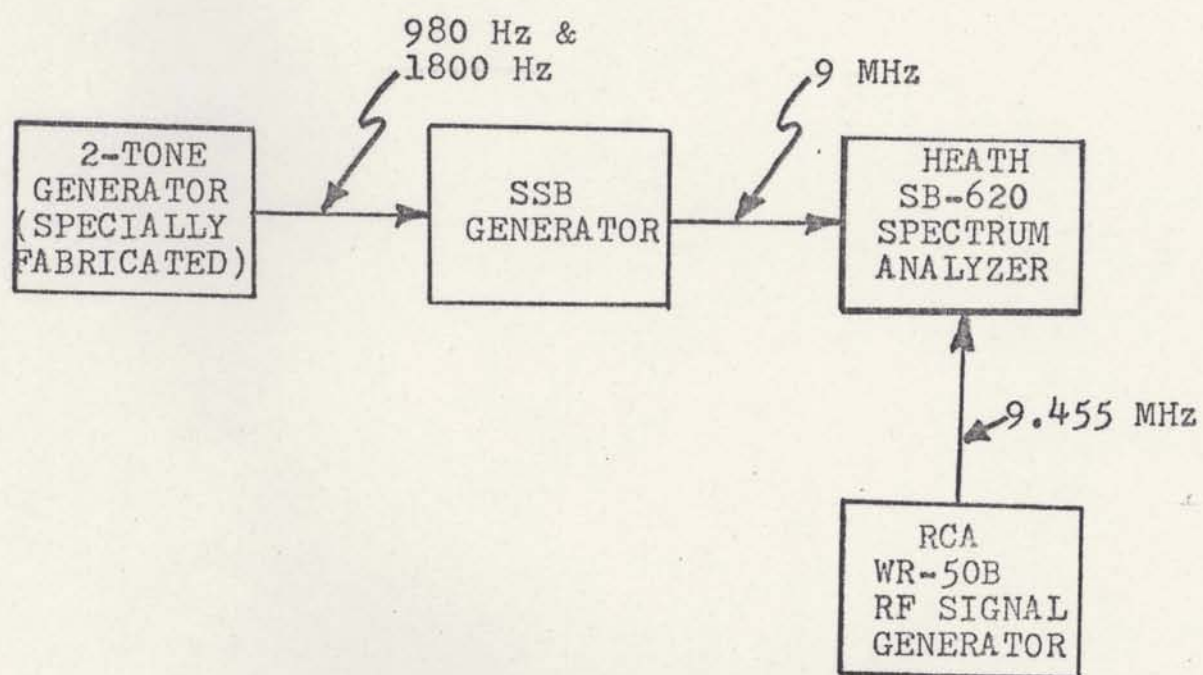 980 Hz &
1800 Hz
9 MHz
2-TONE
GENERATOR
(SPECIALLY
FABRICATED)
SSB
GENERATOR
HEATH
SB-620
SPECTRUM
ANALYZER
9.455 MHz
RCA
WR-50B
RF SIGNAL
GENERATOR